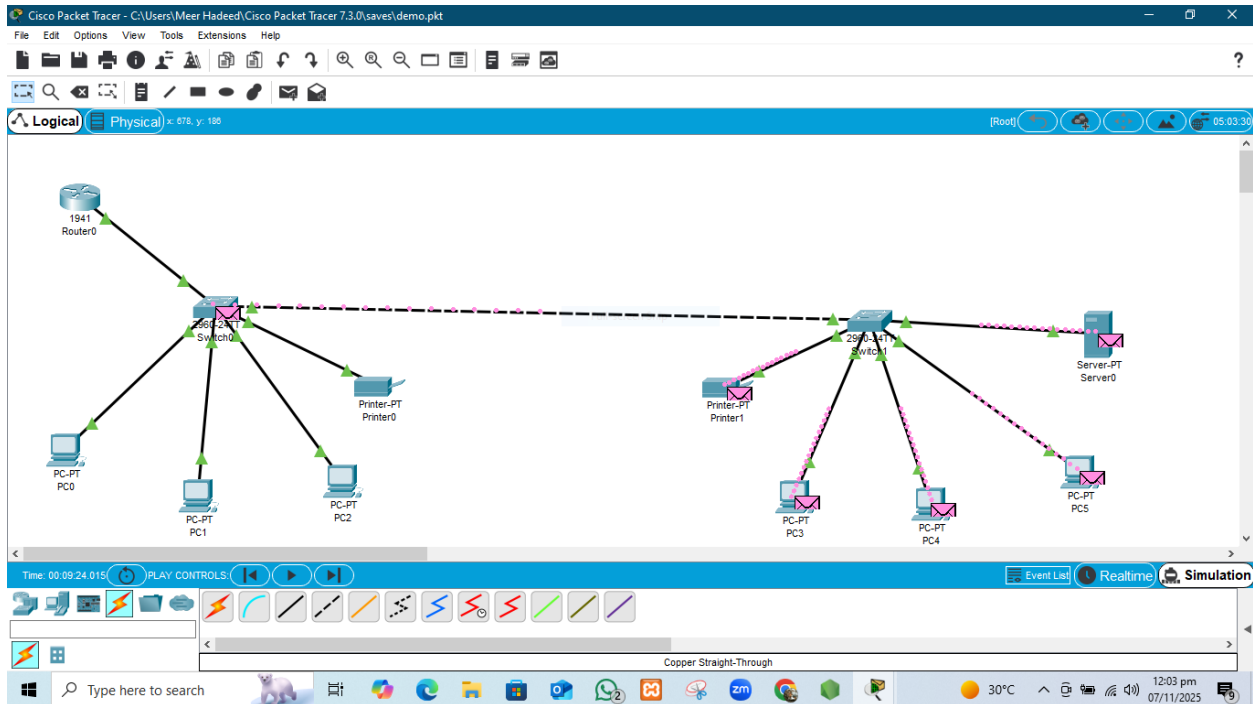 Cisco Packet Tracer - C:\Users\Meer Hadeed\Cisco Packet Tracer 7.3.0\saves\demo.pkt
File Edit Options View Tools Extensions Help
?
Logical Physical x: 678, y: 186 [Root] 05:03:30
1941
Router0
2960-24TT
Switch0
2960-24TT
Switch1
Server-PT
Server0
Printer-PT
Printer0
Printer-PT
Printer1
PC-PT
PC0
PC-PT
PC1
PC-PT
PC2
PC-PT
PC3
PC-PT
PC4
PC-PT
PC5
Time: 00:09:24.015 PLAY CONTROLS: Event List Realtime Simulation
Copper Straight-Through
Type here to search
2
zm
30°C
12:03 pm
07/11/2025
9